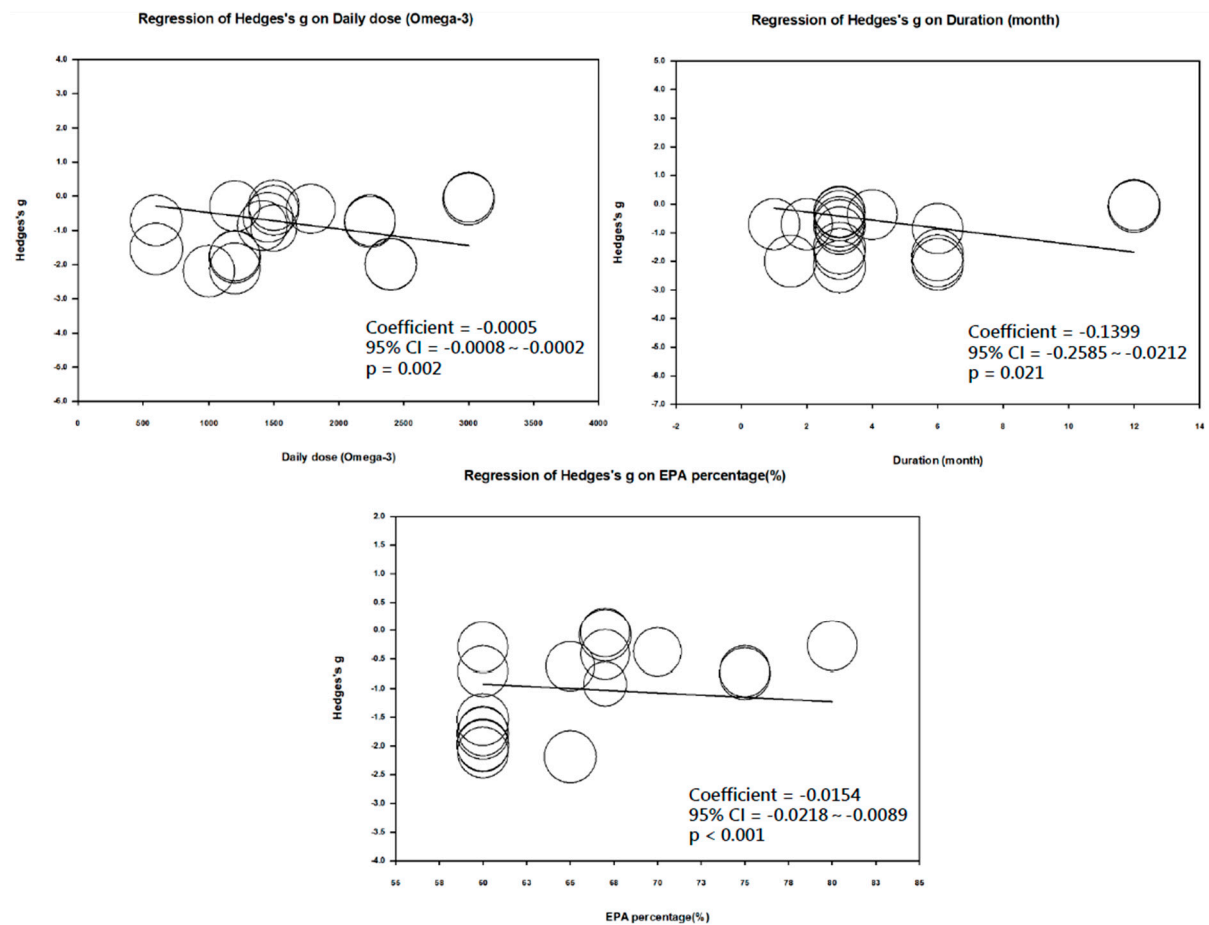 Regression of Hedges's g on Daily dose (Omega-3)
4.0
3.0
2.0
1.0
0.0
-1.0
-2.0
-3.0
-4.0
-5.0
-6.0
Hedges's g
Coefficient = -0.0005
95% CI = -0.0008 ~ -0.0002
p = 0.002
0 500 1000 1500 2000 2500 3000 3500 4000
Daily dose (Omega-3)
Regression of Hedges's g on Duration (month)
5.0
4.0
3.0
2.0
1.0
0.0
-1.0
-2.0
-3.0
-4.0
-5.0
-6.0
-7.0
Hedges's g
Coefficient = -0.1399
95% CI = -0.2585 ~ -0.0212
p = 0.021
-2 0 2 4 6 8 10 12 14
Duration (month)
Regression of Hedges's g on EPA percentage(%)
2.0
1.5
1.0
0.5
0.0
-0.5
-1.0
-1.5
-2.0
-2.5
-3.0
-3.5
-4.0
Hedges's g
Coefficient = -0.0154
95% CI = -0.0218 ~ -0.0089
p < 0.001
55 60 65 68 70 73 75 78 80 83 85
EPA percentage(%)